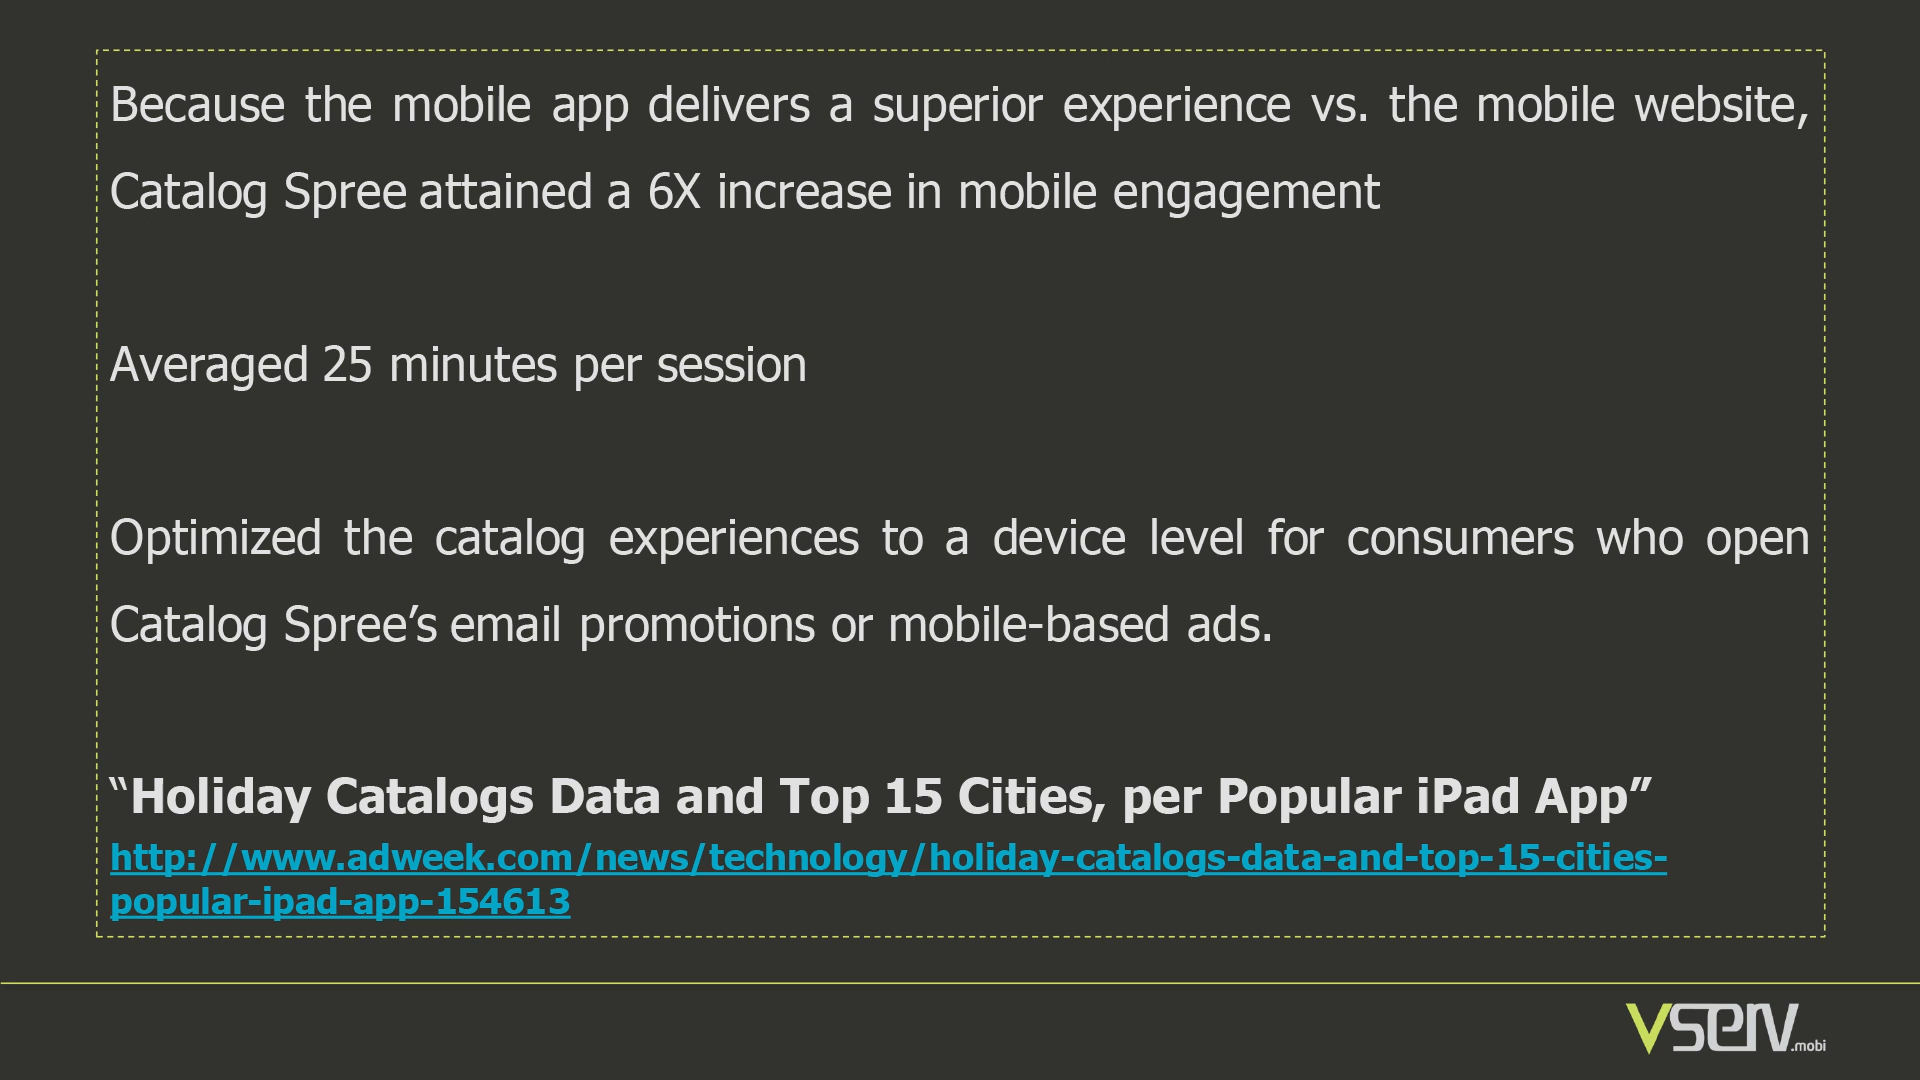 Because the mobile app delivers a superior experience vs. the mobile website,
Catalog Spree attained a 6X increase in mobile engagement
Averaged 25 minutes per session
Optimized the catalog experiences to a device level for consumers who open
Catalog Spree’s email promotions or mobile-based ads.
“Holiday Catalogs Data and Top 15 Cities, per Popular iPad App”
http://www.adweek.com/news/technology/holiday-catalogs-data-and-top-15-cities-
popular-ipad-app-154613
vserv.mobi